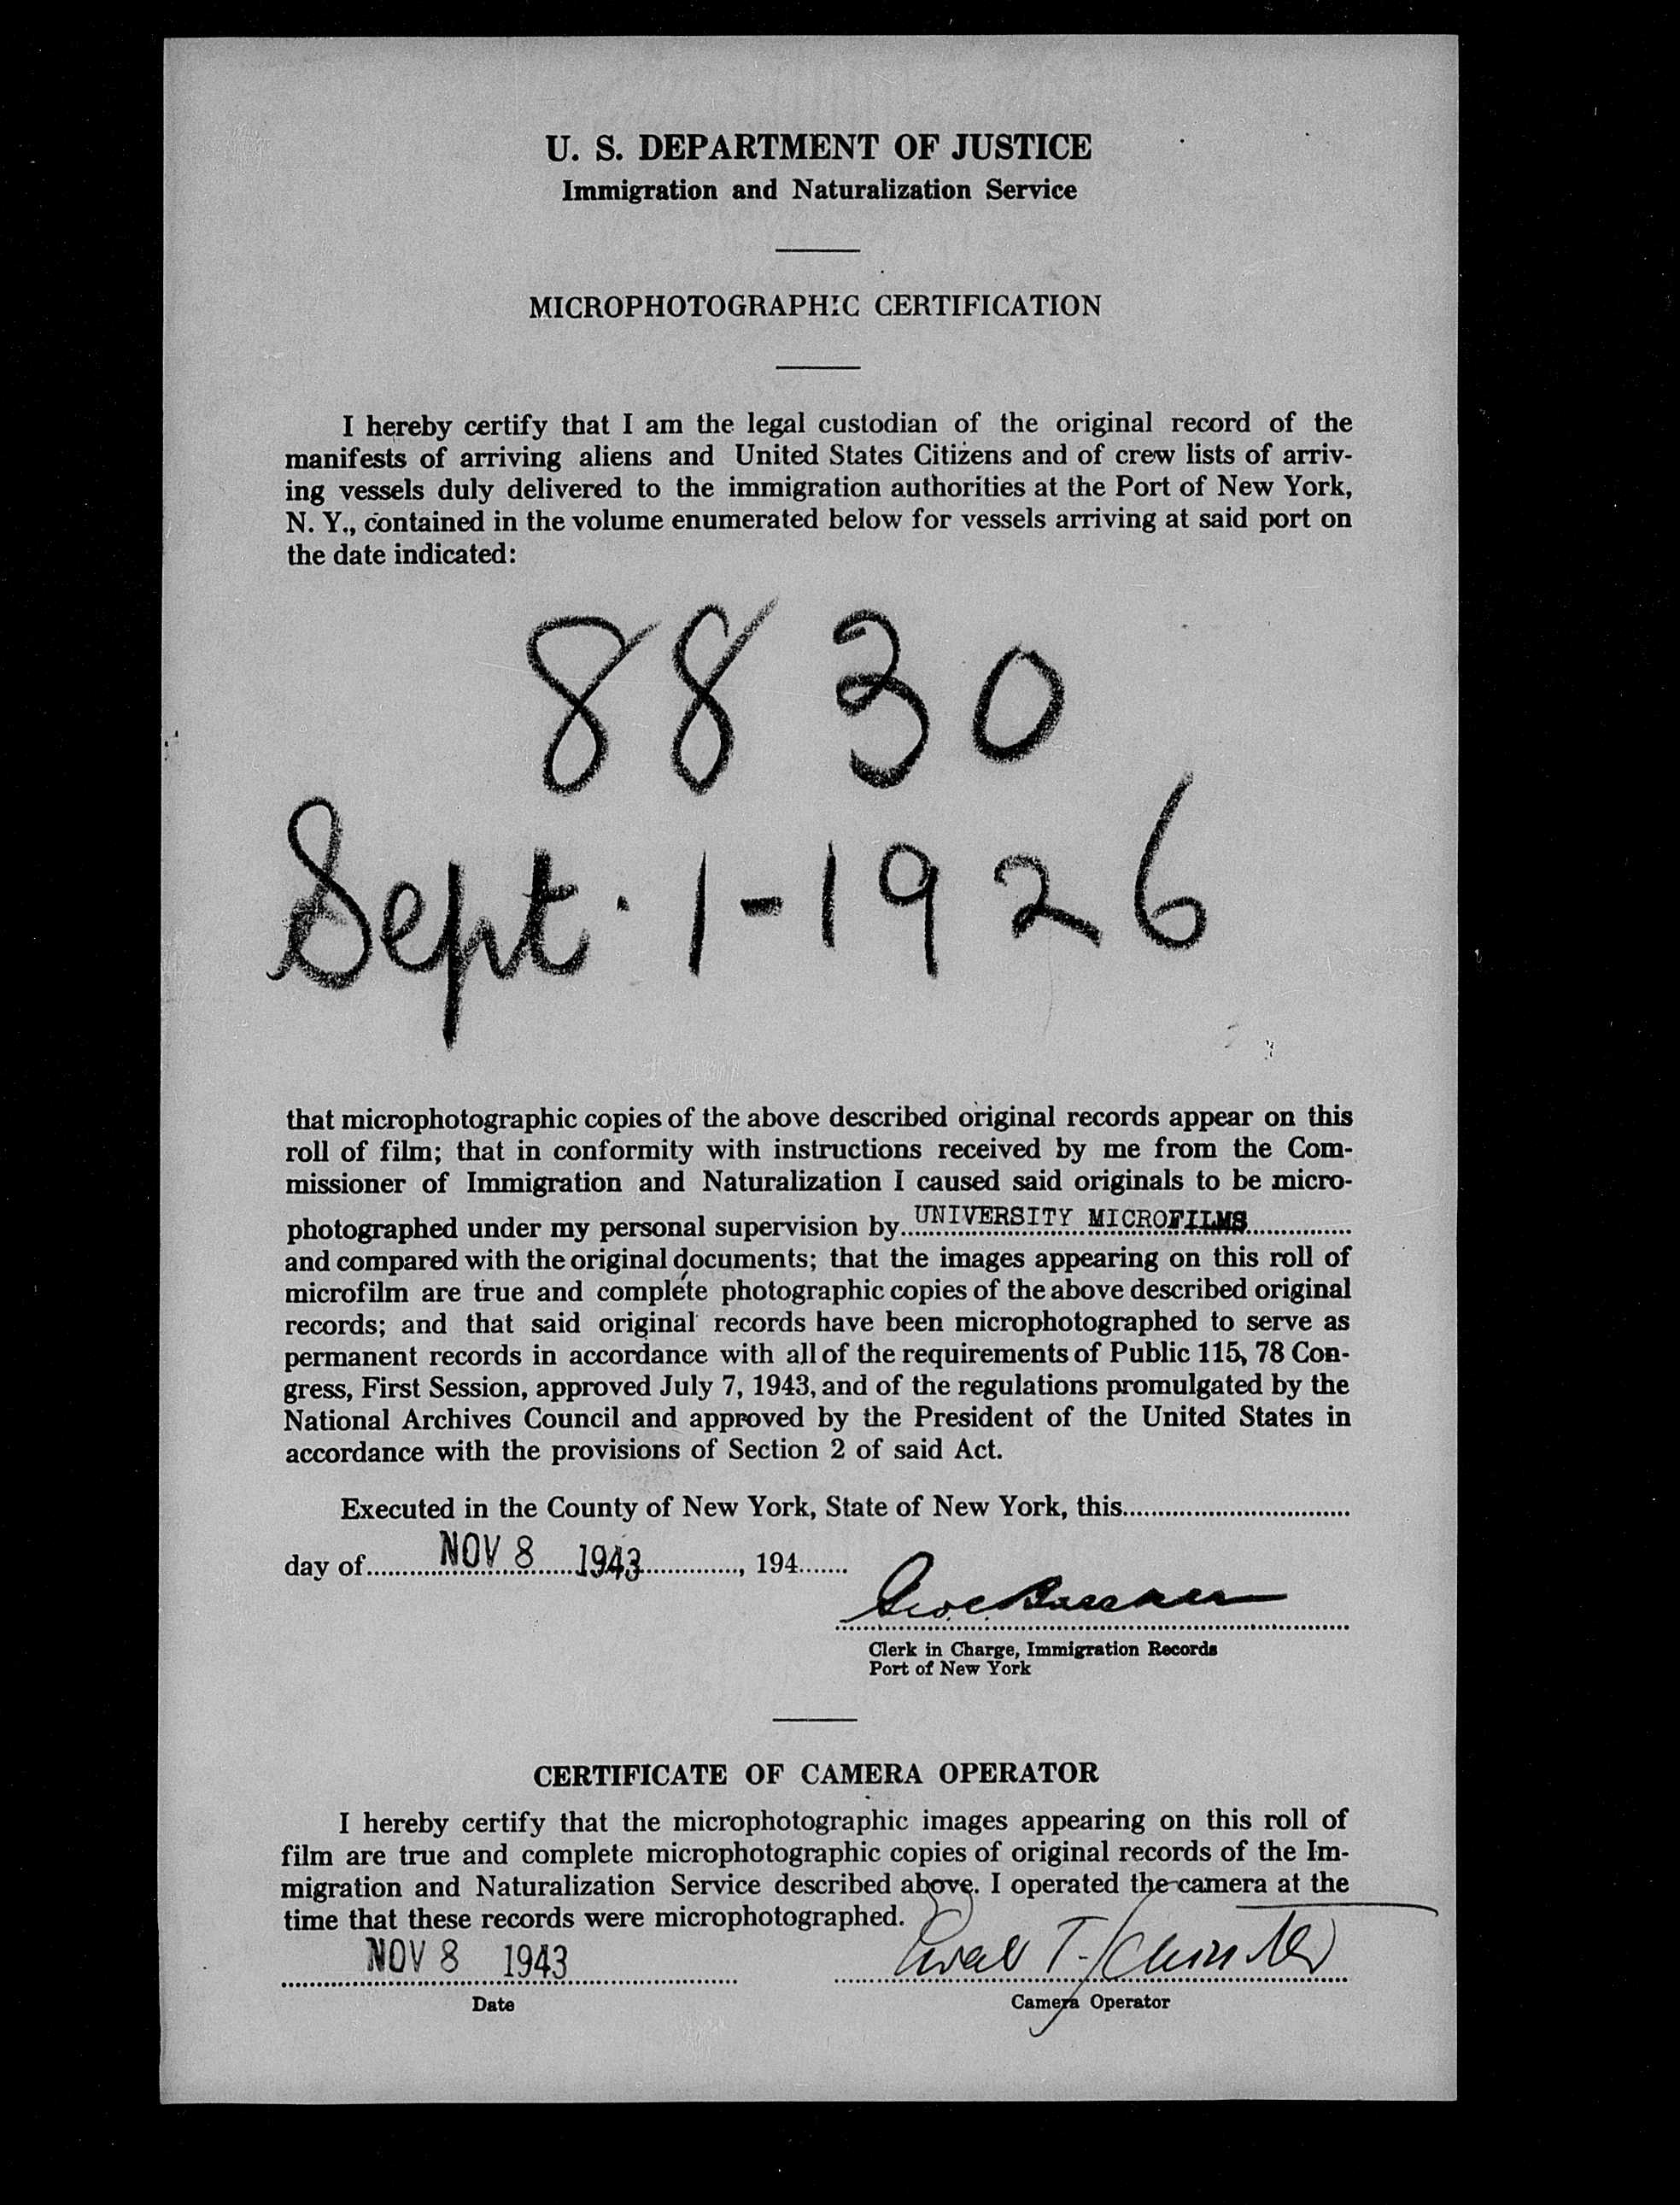 U. S. DEPARTMENT OF JUSTICE
Immigration and Naturalization Service
MICROPHOTOGRAPHIC CERTIFICATION
I hereby certify that I am the legal custodian of the original record of the
manifests of arriving aliens and United States Citizens and of crew lists of arriv-
ing vessels duly delivered to the immigration authorities at the Port of New York,
N. Y., contained in the volume enumerated below for vessels arriving at said port on
the date indicated:
8830
Sept. 1-1926
that microphotographic copies of the above described original records appear on this
roll of film; that in conformity with instructions received by me from the Com-
missioner of Immigration and Naturalization I caused said originals to be micro-
photographed under my personal supervision by UNIVERSITY MICROFILMS
and compared with the original documents; that the images appearing on this roll of
microfilm are true and complete photographic copies of the above described original
records; and that said original records have been microphotographed to serve as
permanent records in accordance with all of the requirements of Public 115, 78 Con-
gress, First Session, approved July 7, 1943, and of the regulations promulgated by the
National Archives Council and approved by the President of the United States in
accordance with the provisions of Section 2 of said Act.
Executed in the County of New York, State of New York, this
day of NOV 8 1943, 194
Clerk in Charge, Immigration Records
Port of New York
CERTIFICATE OF CAMERA OPERATOR
I hereby certify that the microphotographic images appearing on this roll of
film are true and complete microphotographic copies of original records of the Im-
migration and Naturalization Service described above. I operated the camera at the
time that these records were microphotographed.
NOV 8 1943
Date
Camera Operator